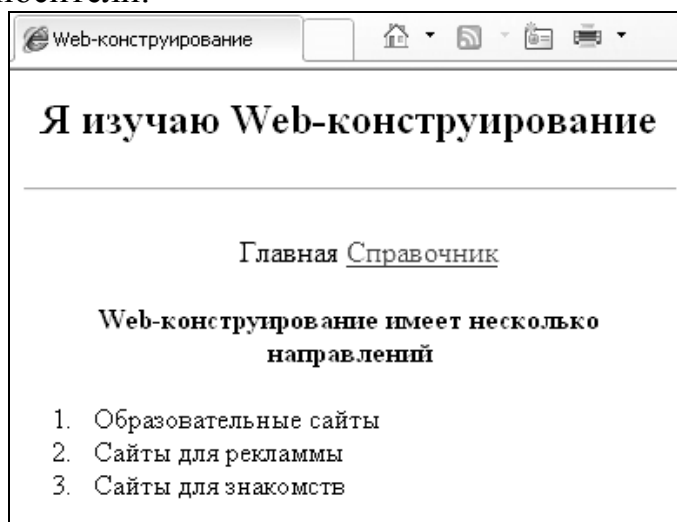 носители.
Web-конструирование
Я изучаю Web-конструирование
Главная Справочник
Web-конструирование имеет несколько
направлений
1. Образовательные сайты
2. Сайты для рекламмы
3. Сайты для знакомств